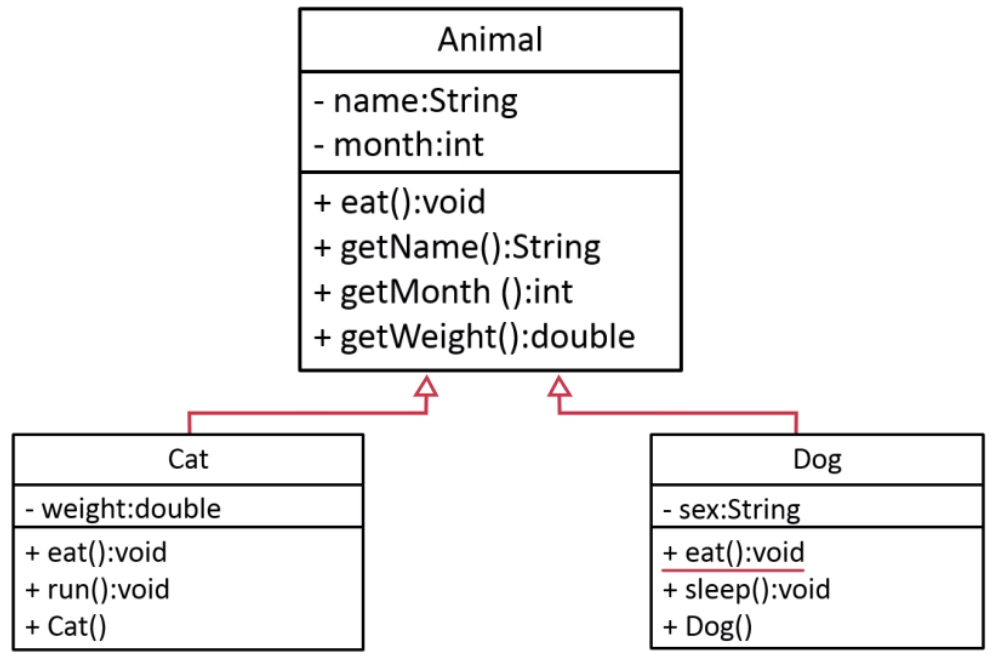 Animal
- name:String
- month:int
+ eat():void
+ getName():String
+ getMonth ():int
+ getWeight():double
Cat
- weight:double
+ eat():void
+ run():void
+ Cat()
Dog
- sex:String
+ eat():void
+ sleep():void
+ Dog()